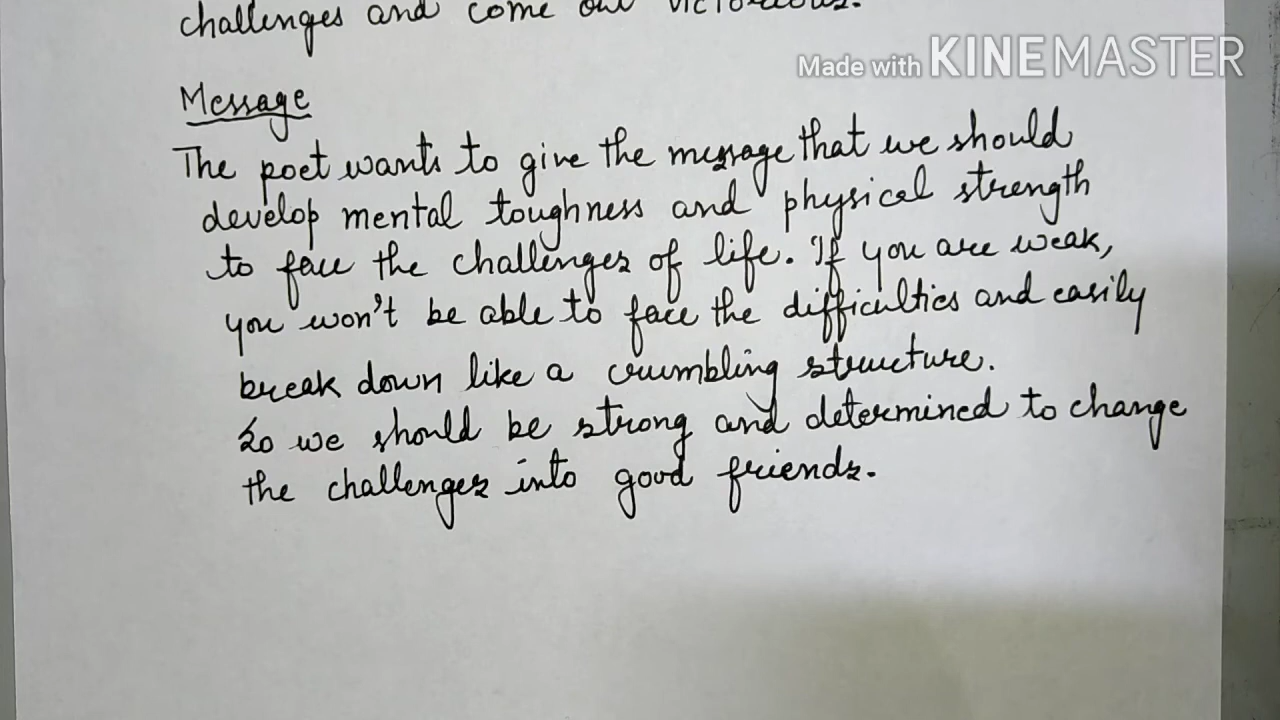 challenges and come out victorious.
Made with KINEMASTER
Message
The poet wants to give the message that we should
develop mental toughness and physical strength
to face the challenges of life. If you are weak,
you won't be able to face the difficulties and easily
break down like a crumbling structure.
So we should be strong and determined to change
the challenges into good friends.